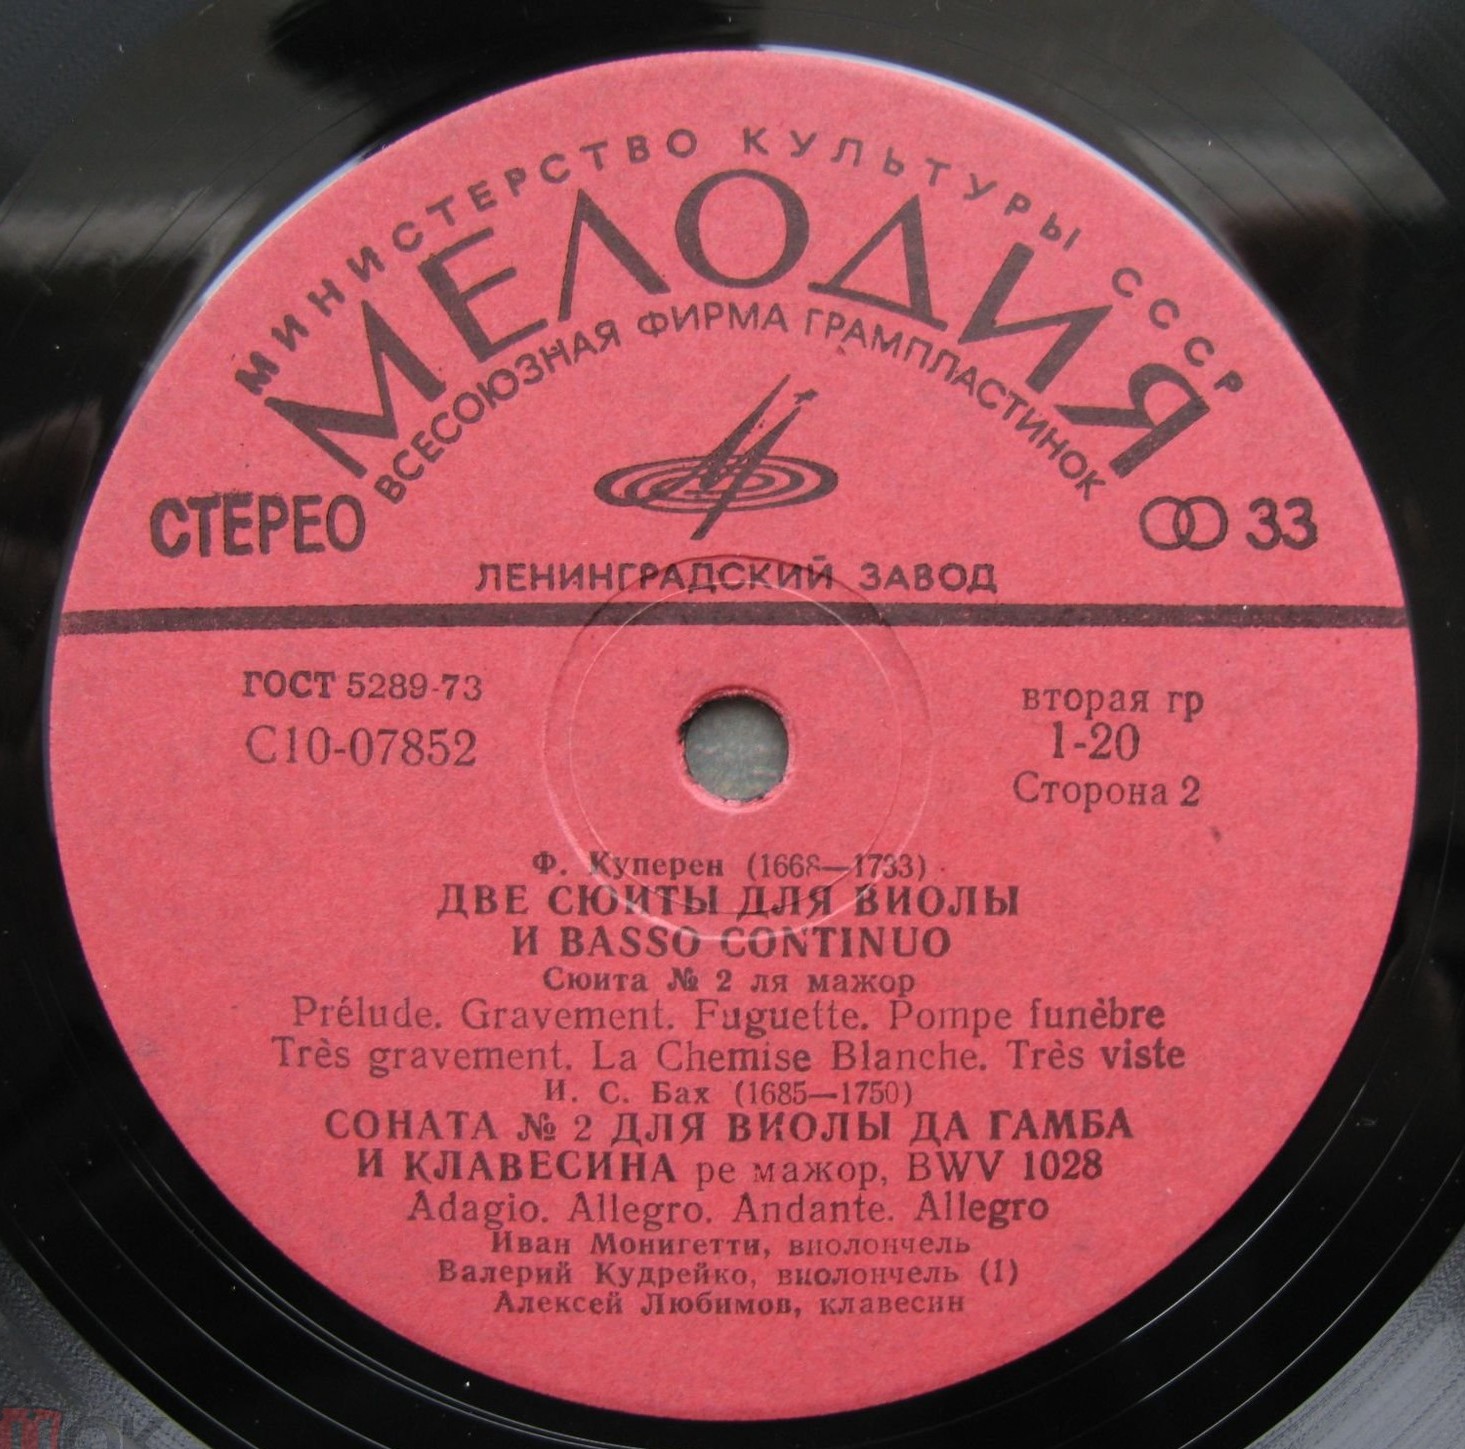 МИНИСТЕРСТВО КУЛЬТУРЫ СССР
МЕЛОДИЯ
ВСЕСОЮЗНАЯ ФИРМА ГРАМПЛАСТИНОК
СТЕРЕО
33
ЛЕНИНГРАДСКИЙ ЗАВОД
ГОСТ 5289-73
С10-07852
вторая гр
1-20
Сторона 2
Ф. Куперен (1668—1733)
ДВЕ СЮИТЫ ДЛЯ ВИОЛЫ
И BASSO CONTINUO
Сюита № 2 ля мажор
Prélude. Gravement. Fuguette. Pompe funèbre
Très gravement. La Chemise Blanche. Très viste
И. С. Бах (1685—1750)
СОНАТА № 2 ДЛЯ ВИОЛЫ ДА ГАМБА
И КЛАВЕСИНА ре мажор, BWV 1028
Adagio. Allegro. Andante. Allegro
Иван Монигетти, виолончель
Валерий Кудрейко, виолончель (1)
Алексей Любимов, клавесин